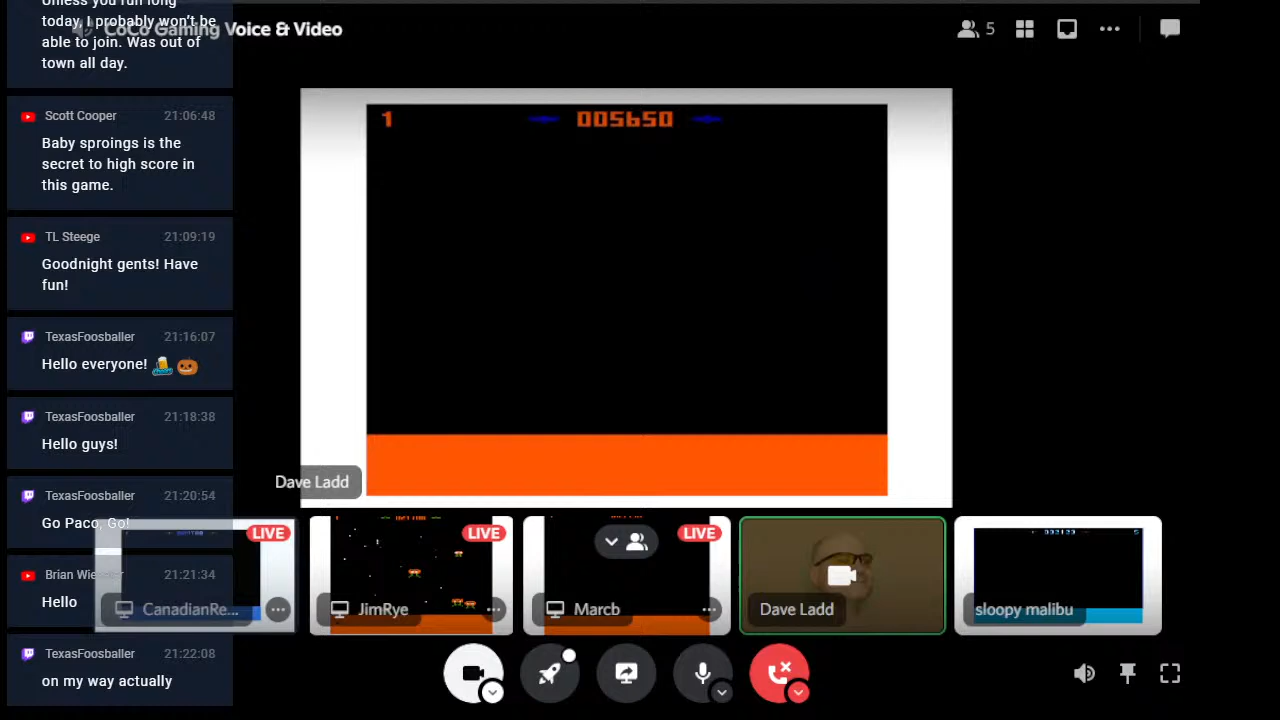 Unless you run long
today, I probably won't be
able to join. Was out of
town all day.
CoCo Gaming Voice & Video
5
Scott Cooper 21:06:48
Baby sproings is the
secret to high score in
this game.
TL Steege 21:09:19
Goodnight gents! Have
fun!
TexasFoosballer 21:16:07
Hello everyone!
TexasFoosballer 21:18:38
Hello guys!
TexasFoosballer 21:20:54
Go Paco, Go!
Brian 21:21:34
Hello
TexasFoosballer 21:22:08
on my way actually
1 005650
Dave Ladd
LIVE
CanadianRe...
LIVE
JimRye
LIVE
Marcb
Dave Ladd
sloopy malibu